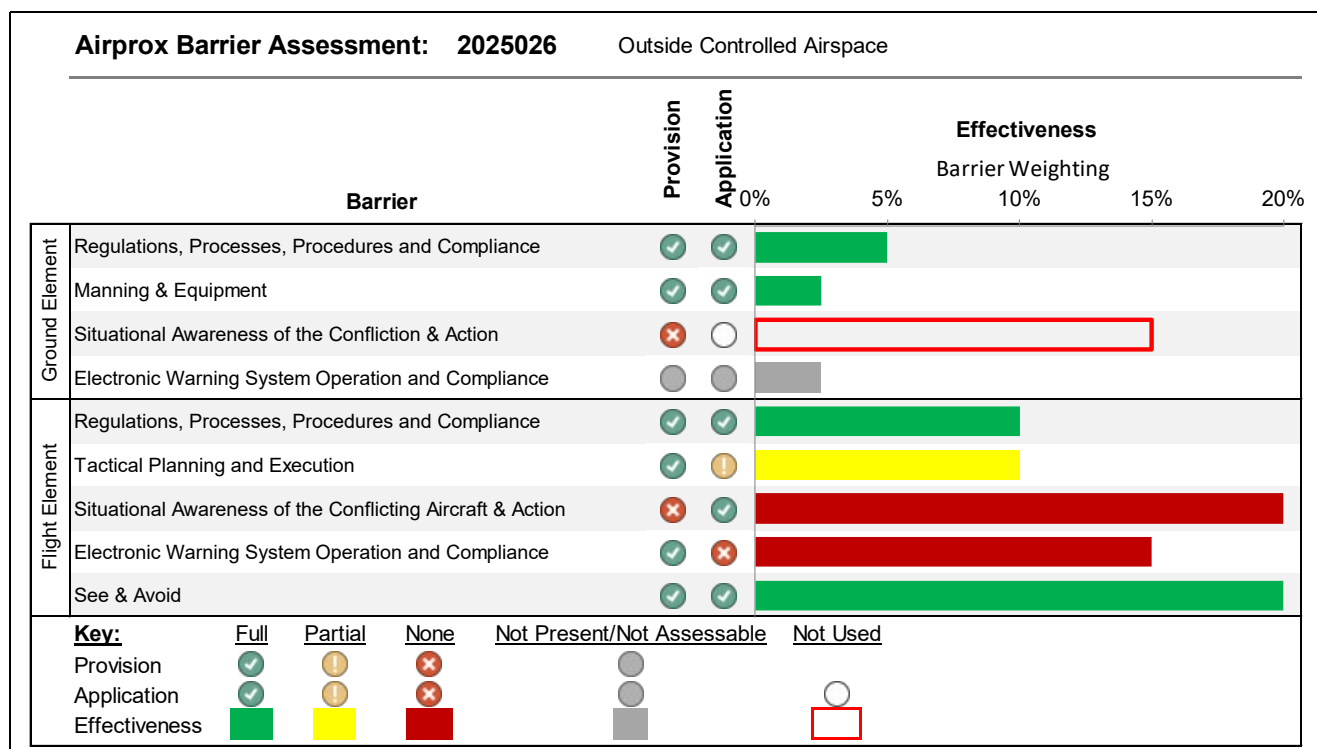 Airprox Barrier Assessment: 2025026 Outside Controlled Airspace
Provision
Application
Effectiveness
Barrier Weighting
Barrier
0% 5% 10% 15% 20%
Ground Element
Regulations, Processes, Procedures and Compliance
Manning & Equipment
Situational Awareness of the Confliction & Action
Electronic Warning System Operation and Compliance
Flight Element
Regulations, Processes, Procedures and Compliance
Tactical Planning and Execution
Situational Awareness of the Conflicting Aircraft & Action
Electronic Warning System Operation and Compliance
See & Avoid
Key: Full Partial None Not Present/Not Assessable Not Used
Provision
Application
Effectiveness